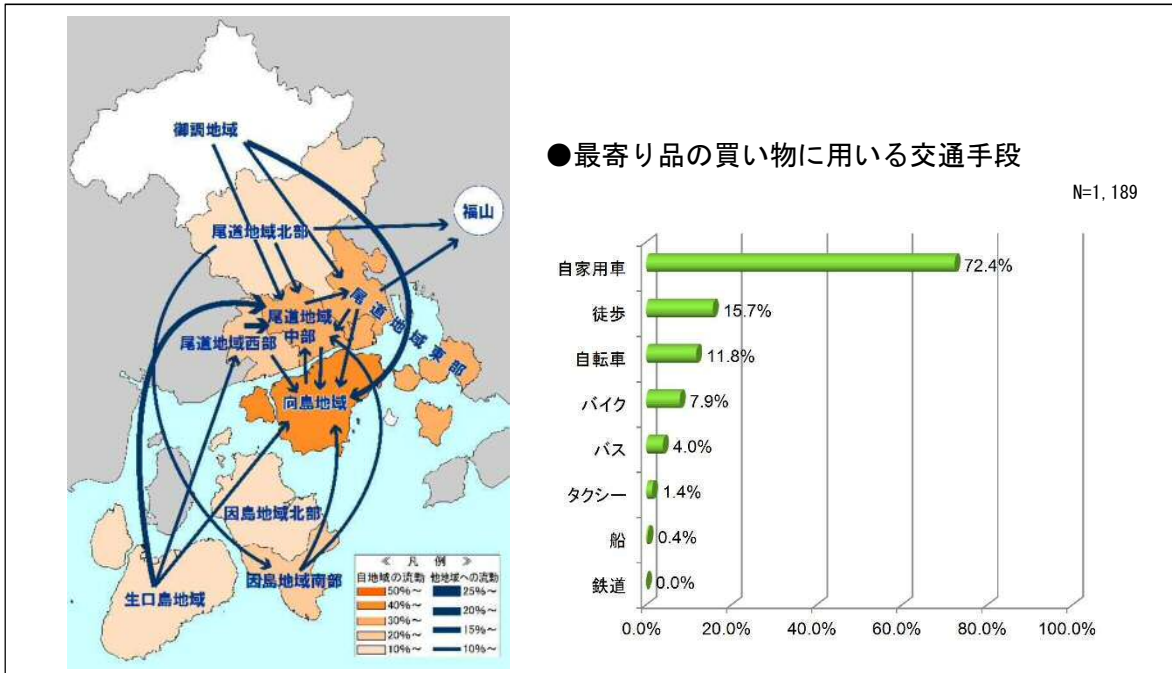 御調地域
福山
尾道地域北部
尾道地域
中部
尾道地域東部
尾道地域西部
向島地域
因島地域北部
因島地域南部
生口島地域
≪ 凡 例 ≫
自地域の流動 他地域への流動
50%～ 25%～
40%～ 20%～
30%～ 15%～
20%～ 10%～
10%～
●最寄り品の買い物に用いる交通手段
N=1,189
自家用車 72.4%
徒歩 15.7%
自転車 11.8%
バイク 7.9%
バス 4.0%
タクシー 1.4%
船 0.4%
鉄道 0.0%
0.0% 20.0% 40.0% 60.0% 80.0% 100.0%